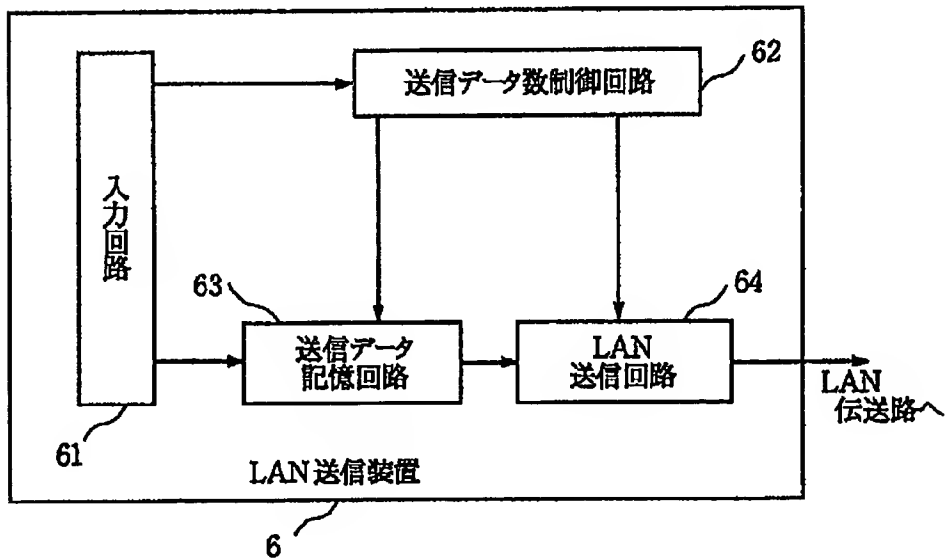 62
送信データ数制御回路
入力回路
63
送信データ
記憶回路
64
LAN
送信回路
LAN
伝送路へ
61
LAN送信装置
6